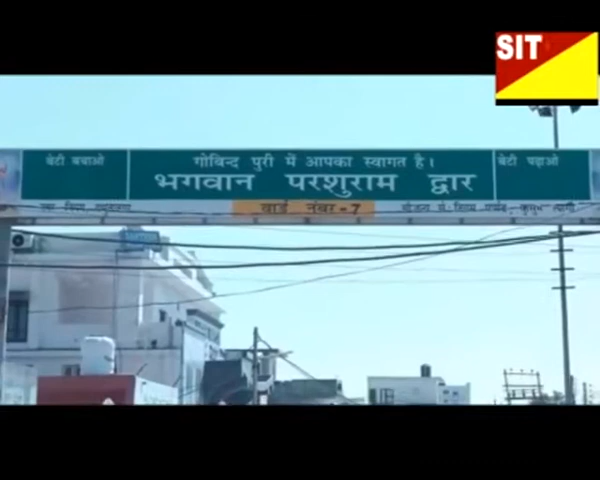 SIT
बेटी बचाओ
गोबिन्द पुरी में आपका स्वागत है।
बेटी पढ़ाओ
भगवान परशुराम द्वार
वार्ड नंबर -7